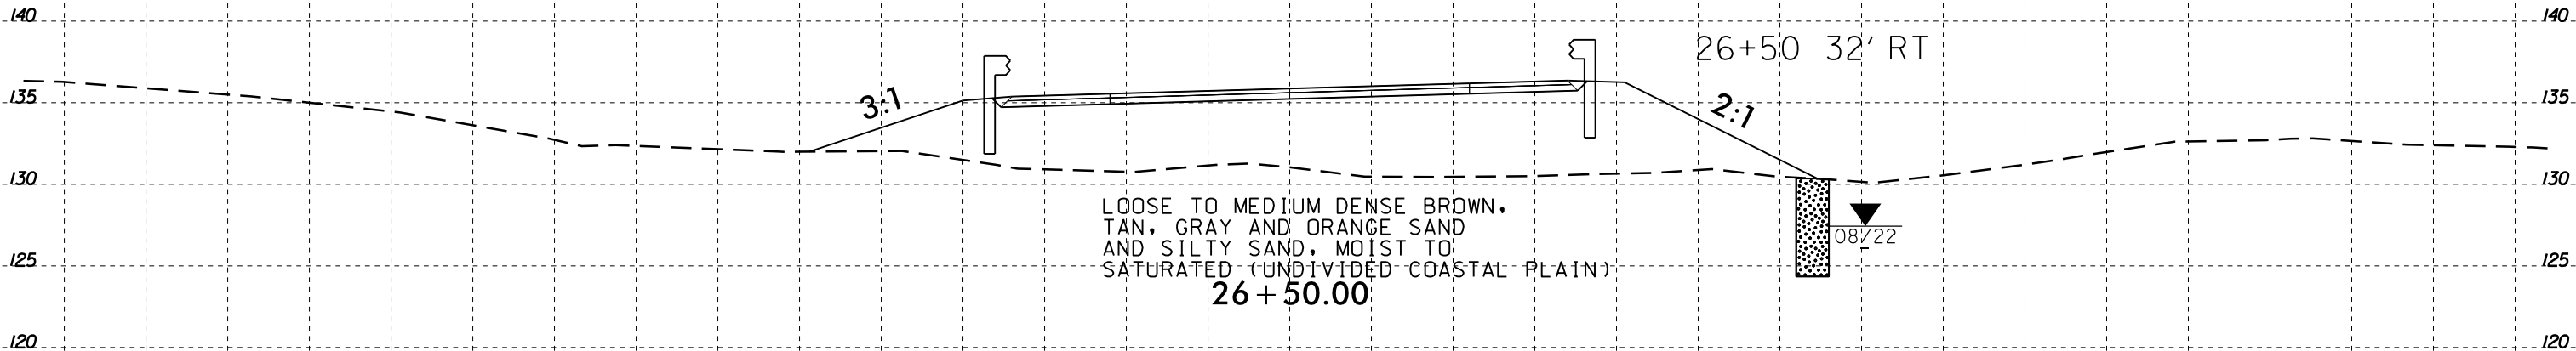 140 140
26+50 32' RT
3:1 2:1
135 135
130 130
LOOSE TO MEDIUM DENSE BROWN,
TAN, GRAY AND ORANGE SAND
AND SILTY SAND, MOIST TO
SATURATED (UNDIVIDED COASTAL PLAIN)
08/22
125 125
26+50.00
120 120